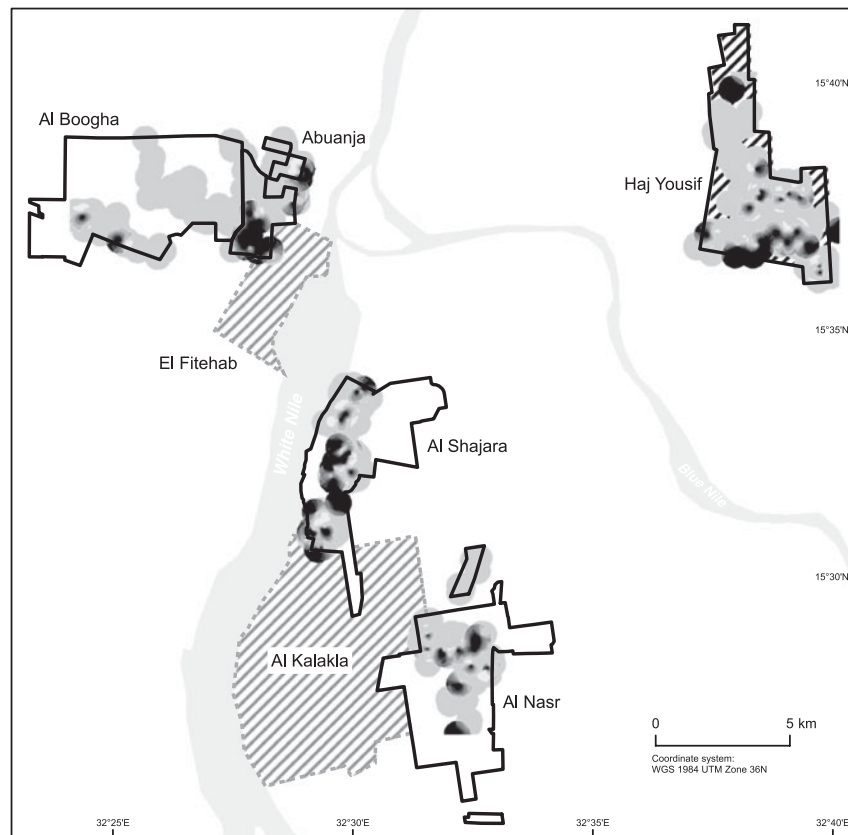 15°40'N
Al Boogha
Abuanja
Haj Yousif
15°35'N
El Fitehab
White Nile
Al Shajara
Blue Nile
15°30'N
Al Kalakla
Al Nasr
0 5 km
Coordinate system:
WGS 1984 UTM Zone 36N
32°25'E 32°30'E 32°35'E 32°40'E